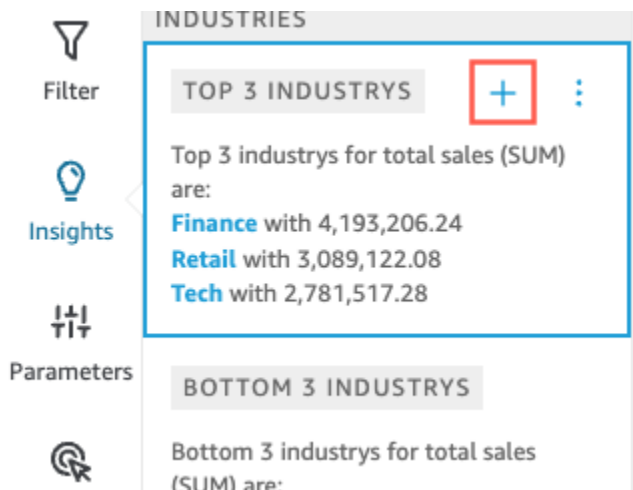 INDUSTRIES
Filter
TOP 3 INDUSTRYS
Top 3 industrys for total sales (SUM)
are:
Finance with 4,193,206.24
Retail with 3,089,122.08
Tech with 2,781,517.28
Insights
Parameters
BOTTOM 3 INDUSTRYS
Bottom 3 industrys for total sales
(SUM) are: